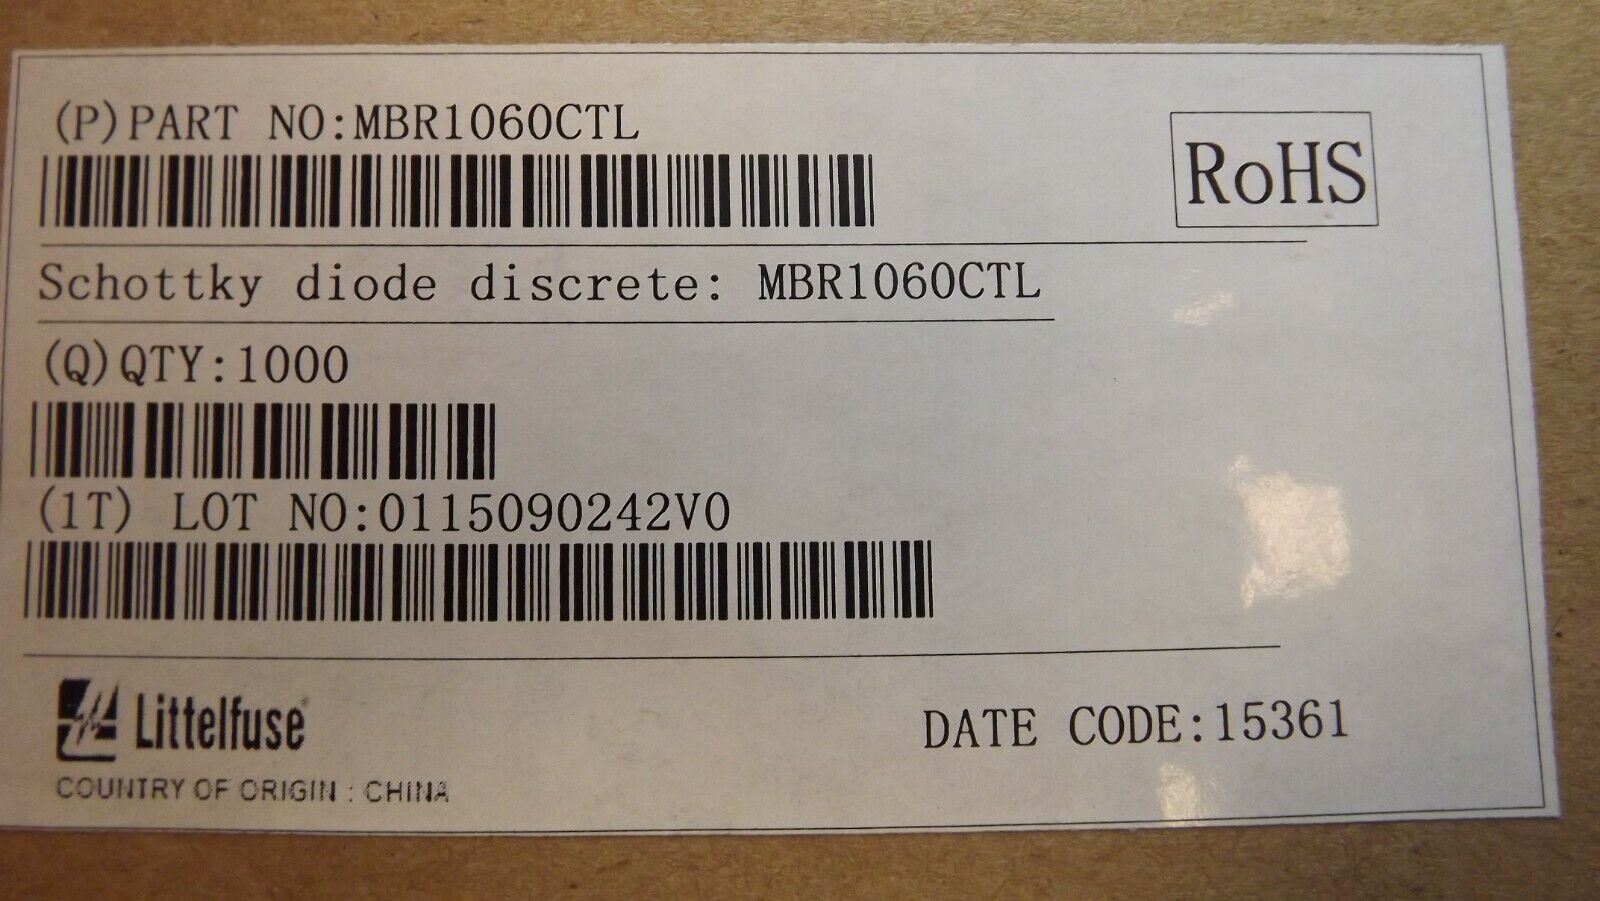 (P)PART NO:MBR1060CTL
RoHS
Schottky diode discrete: MBR1060CTL
(Q)QTY:1000
(1T) LOT NO:0115090242V0
Littelfuse®
DATE CODE:15361
COUNTRY OF ORIGIN : CHINA